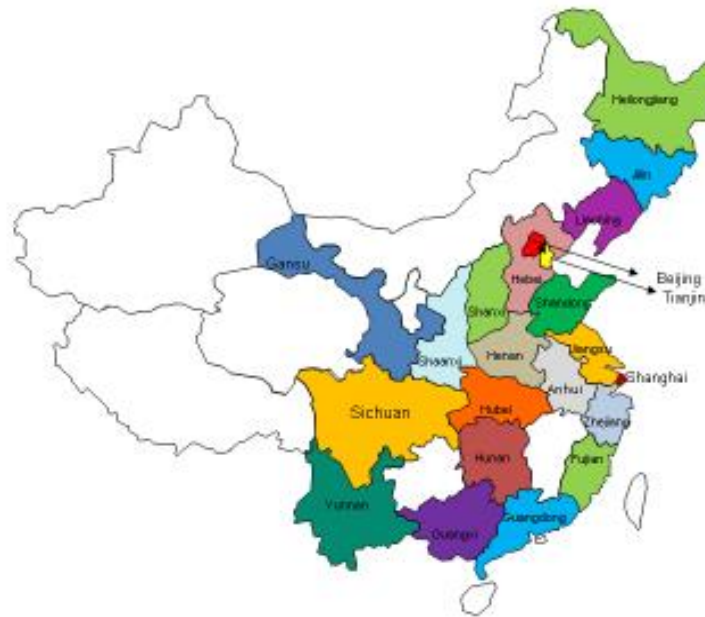 Heilongjiang
Jilin
Liaoning
Gansu
Beijing
Hebei
Tianjin
Shanxi
Shandong
Jiangsu
Shaanxi
Henan
Shanghai
Anhui
Sichuan
Hubei
Zhejiang
Hunan
Fujian
Yunnan
Guangdong
Guangxi